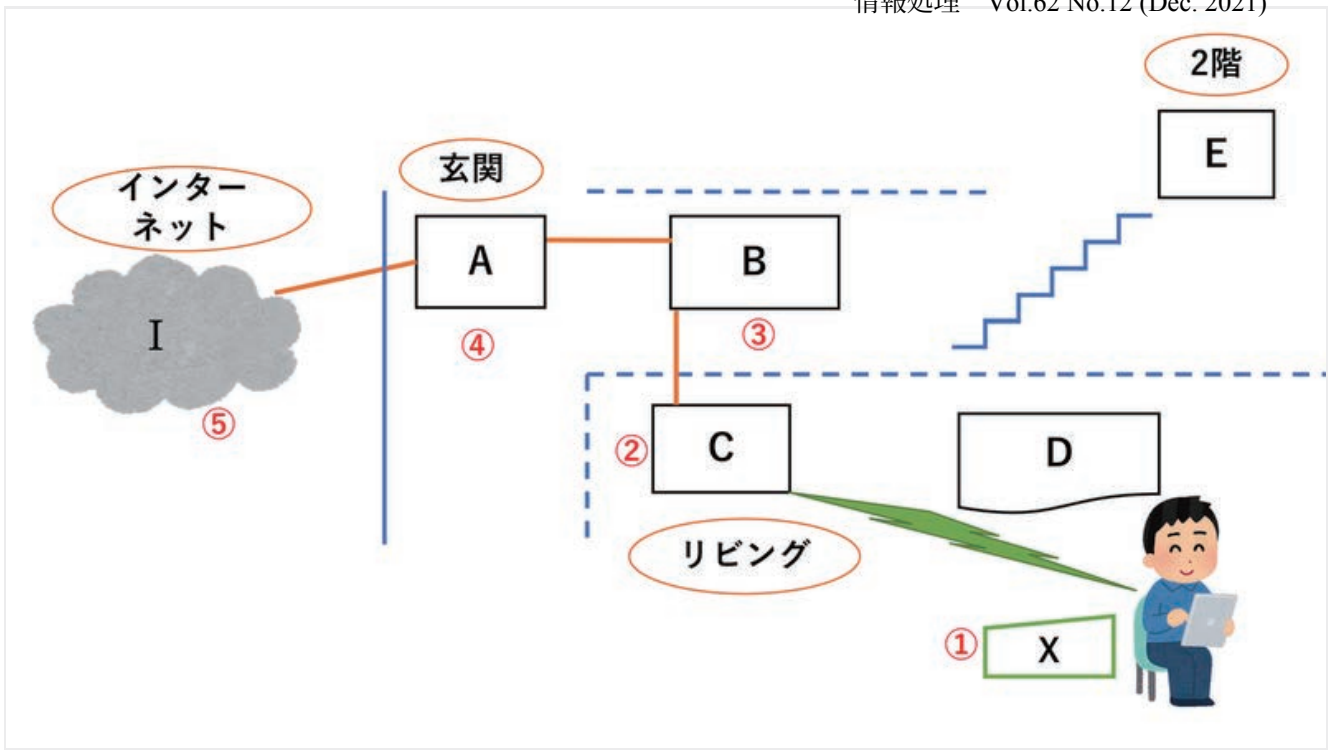 情報処理 Vol.62 No.12 (Dec. 2021)
2階
E
玄関
インター
ネット
A
B
I
④
③
⑤
②
C
D
リビング
①
X